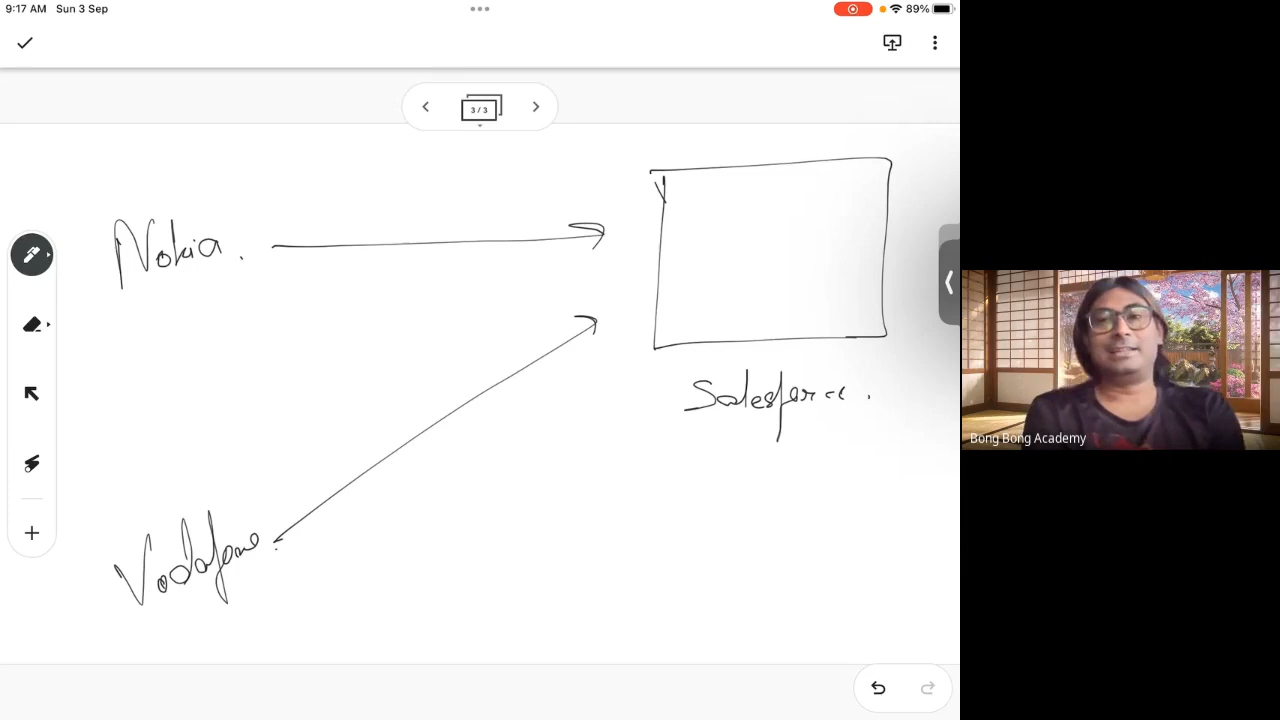 9:17 AM Sun 3 Sep
89%
3 / 3
Nokia .
Salesforce .
Vodafone
Bong Bong Academy